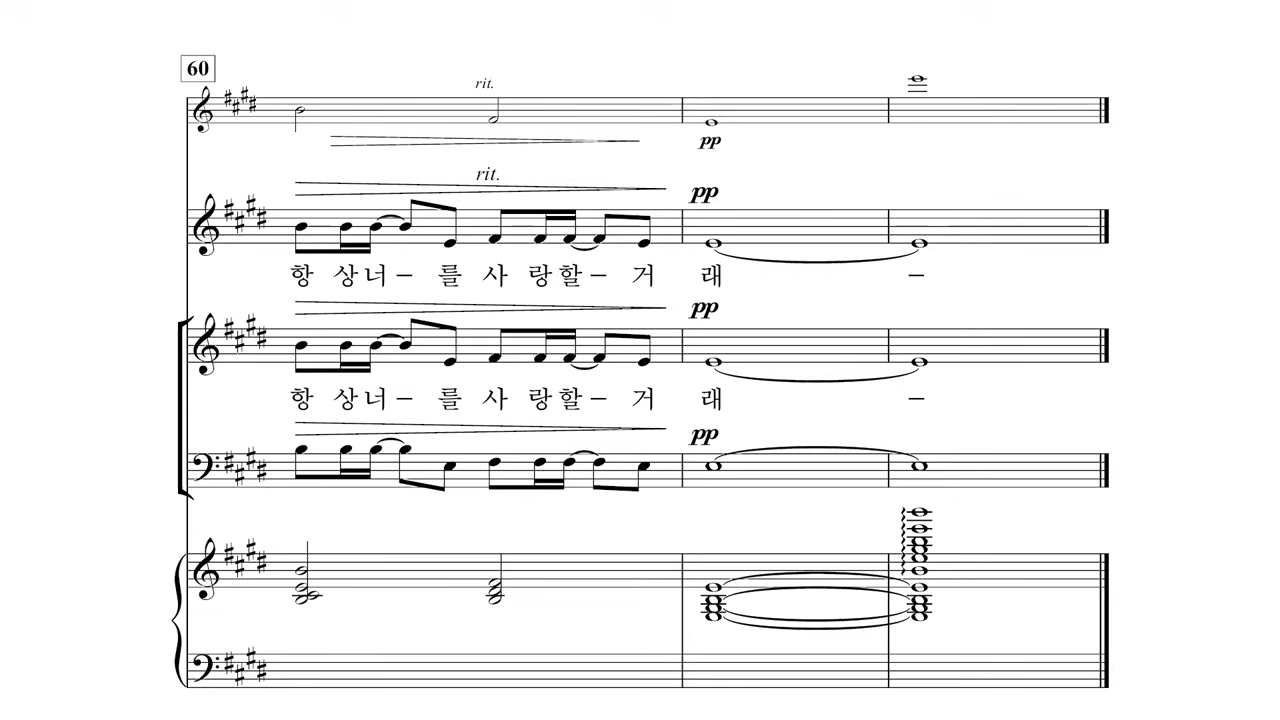 60
rit.
pp
rit.
pp
항 상 너 – 를 사 랑 할 – 거 래 –
pp
항 상 너 – 를 사 랑 할 – 거 래 –
pp